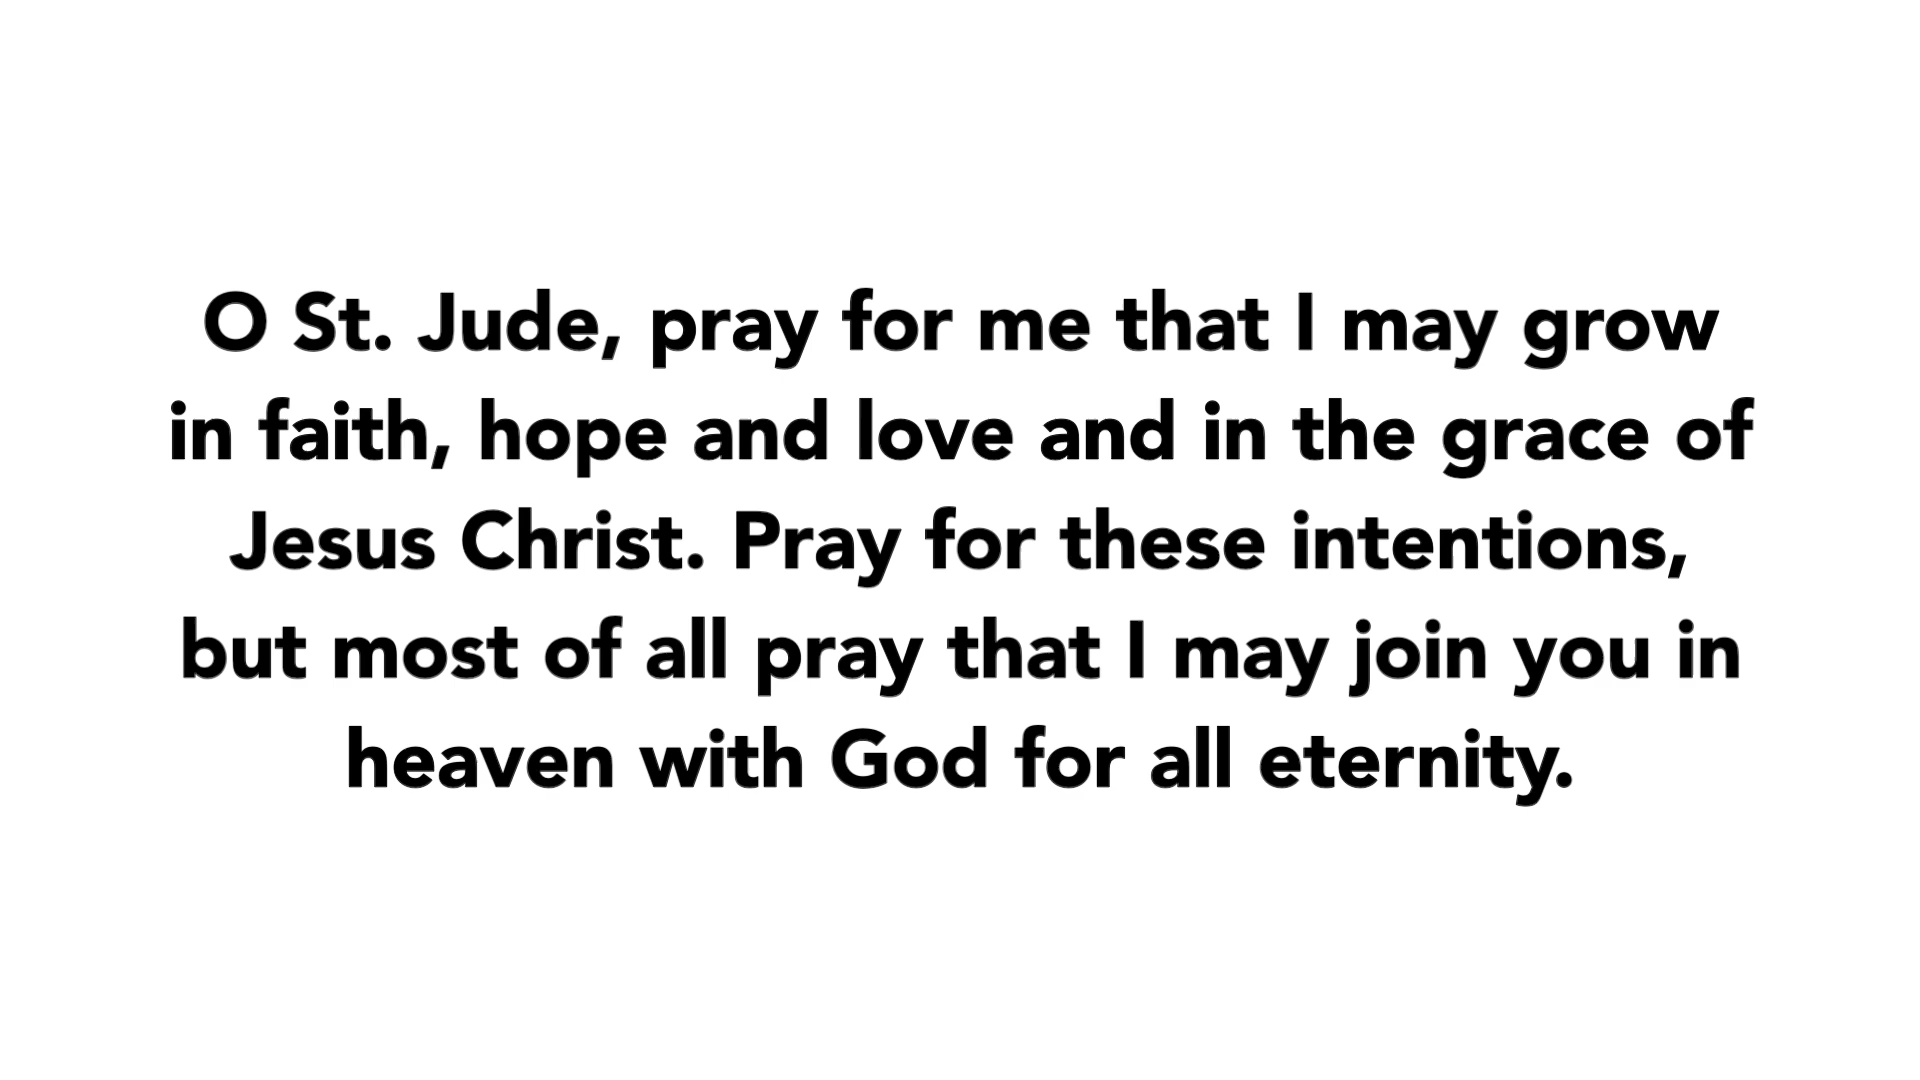 O St. Jude, pray for me that I may grow
in faith, hope and love and in the grace of
Jesus Christ. Pray for these intentions,
but most of all pray that I may join you in
heaven with God for all eternity.